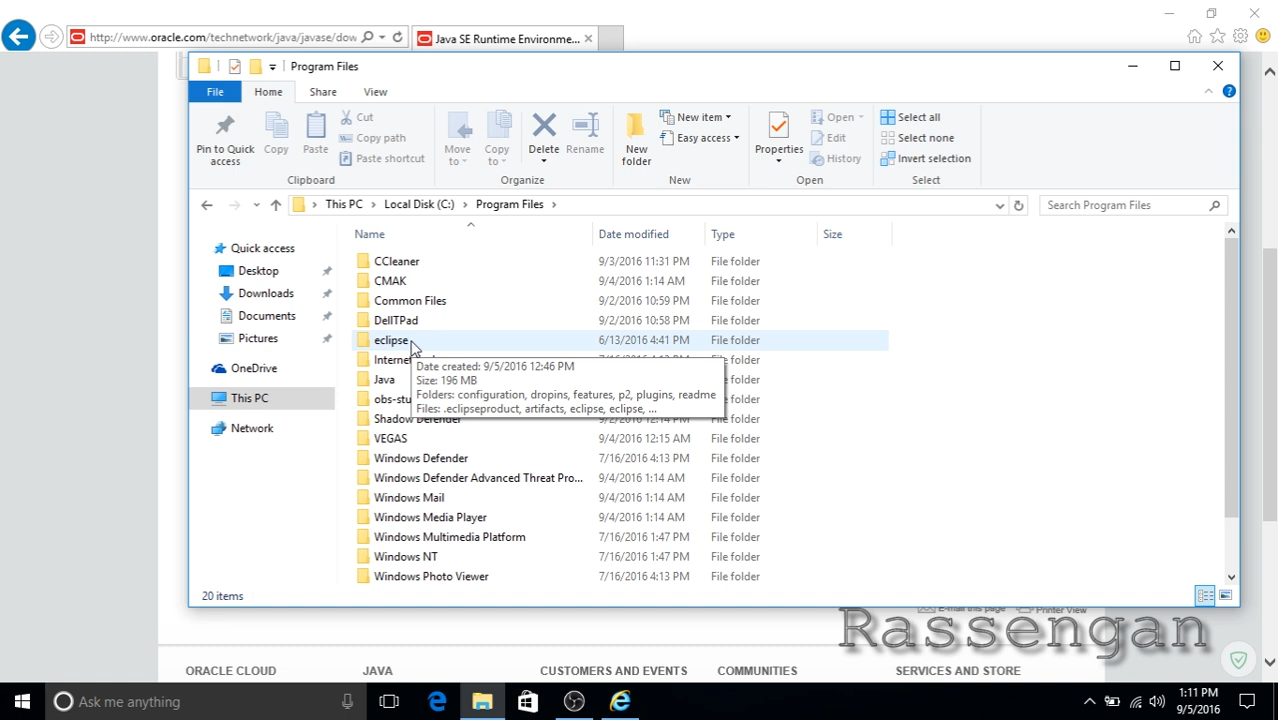 http://www.oracle.com/technetwork/java/javase/dow
Java SE Runtime Environme...
Program Files
File
Home
Share
View
Pin to Quick access
Copy
Paste
Cut
Copy path
Paste shortcut
Clipboard
Move to
Copy to
Delete
Rename
Organize
New folder
New item
Easy access
New
Properties
Open
Edit
History
Open
Select all
Select none
Invert selection
Select
This PC
Local Disk (C:)
Program Files
Search Program Files
Name
Date modified
Type
Size
Quick access
Desktop
Downloads
Documents
Pictures
OneDrive
This PC
Network
CCleaner 9/3/2016 11:31 PM File folder
CMAK 9/4/2016 1:14 AM File folder
Common Files 9/2/2016 10:59 PM File folder
DellTPad 9/2/2016 10:58 PM File folder
eclipse 6/13/2016 4:41 PM File folder
File folder
Java File folder
File folder
File folder
Date created: 9/5/2016 12:46 PM
Size: 196 MB
Folders: configuration, dropins, features, p2, plugins, readme
Files: .eclipseproduct, artifacts, eclipse, eclipse, ...
VEGAS 9/4/2016 12:15 AM File folder
Windows Defender 7/16/2016 4:13 PM File folder
Windows Defender Advanced Threat Pro... 9/4/2016 1:14 AM File folder
Windows Mail 9/4/2016 1:14 AM File folder
Windows Media Player 9/4/2016 1:14 AM File folder
Windows Multimedia Platform 7/16/2016 1:47 PM File folder
Windows NT 7/16/2016 1:47 PM File folder
Windows Photo Viewer 7/16/2016 4:13 PM File folder
20 items
E-mail this page
Printer View
Rassengan
ORACLE CLOUD
JAVA
CUSTOMERS AND EVENTS
COMMUNITIES
SERVICES AND STORE
Ask me anything
1:11 PM
9/5/2016